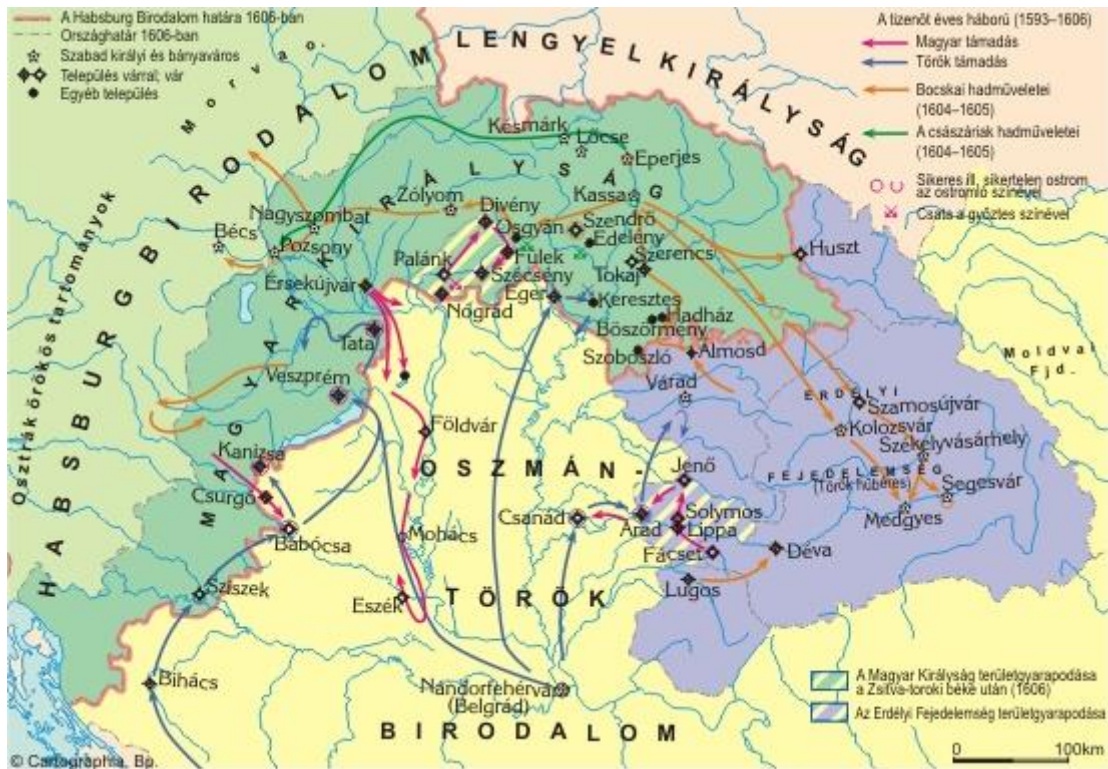 A Habsburg Birodalom határa 1606-ban
Országhatár 1606-ban
Szabad királyi és bányaváros
Település várral; vár
Egyéb település
A tizenöt éves háború (1593–1606)
Magyar támadás
Török támadás
Bocskai hadműveletei
(1604–1605)
A császáriak hadműveletei
(1604–1605)
Sikeres ill. sikertelen ostrom
az ostromló színével
Csata a győztes színével
LENGYELKIRÁLYSÁG
HABSBURG BIRODALOM
Morva o.
Osztrák örökös tartományok
MAGYAR KIRÁLYSÁG
Késmárk
Lőcse
Eperjes
Kassa
Zólyom
Divény
Osgyán
Szendrő
Edelény
Szerencs
Huszt
Nagyszombat
Bécs
Pozsony
Palánk
Fülek
Szécsény
Tokaj
Érsekújvár
Nógrád
Eger
Keresztes
Hadház
Böszörmény
Tata
Szoboszló
Álmosd
Moldvai
Fjd.
Veszprém
Várad
ERDÉLYI
Szamosújvár
Kolozsvár
Székelyvásárhely
Földvár
Kanizsa
OSZMÁN-
Jenő
FEJEDELEMSÉG
(Török hűbéres)
Segesvár
Csurgó
Csanád
Solymos
Arad
Lippa
Medgyes
Babócsa
Mohács
Facset
Déva
Sziszek
Eszék
TÖRÖK
Lugos
Bihács
Nándorfehérvár
(Belgrád)
BIRODALOM
A Magyar Királyság területgyarapodása
a Zsitva-toroki béke után (1606)
Az Erdélyi Fejedelemség területgyarapodása
0 100km
© Cartographia, Bp.